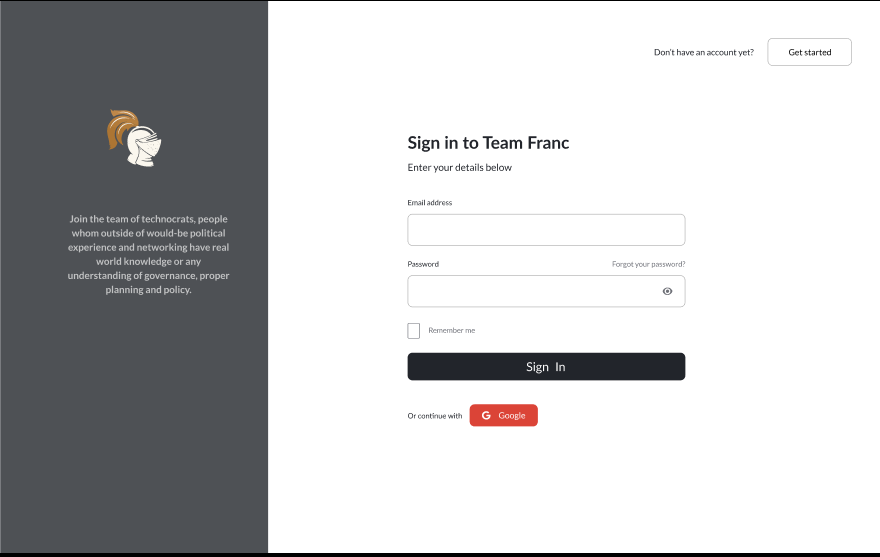 Don't have an account yet?
Get started
Join the team of technocrats, people
whom outside of would-be political
experience and networking have real
world knowledge or any
understanding of governance, proper
planning and policy.
Sign in to Team Franc
Enter your details below
Email address
Password
Forgot your password?
Remember me
Sign In
Or continue with
Google